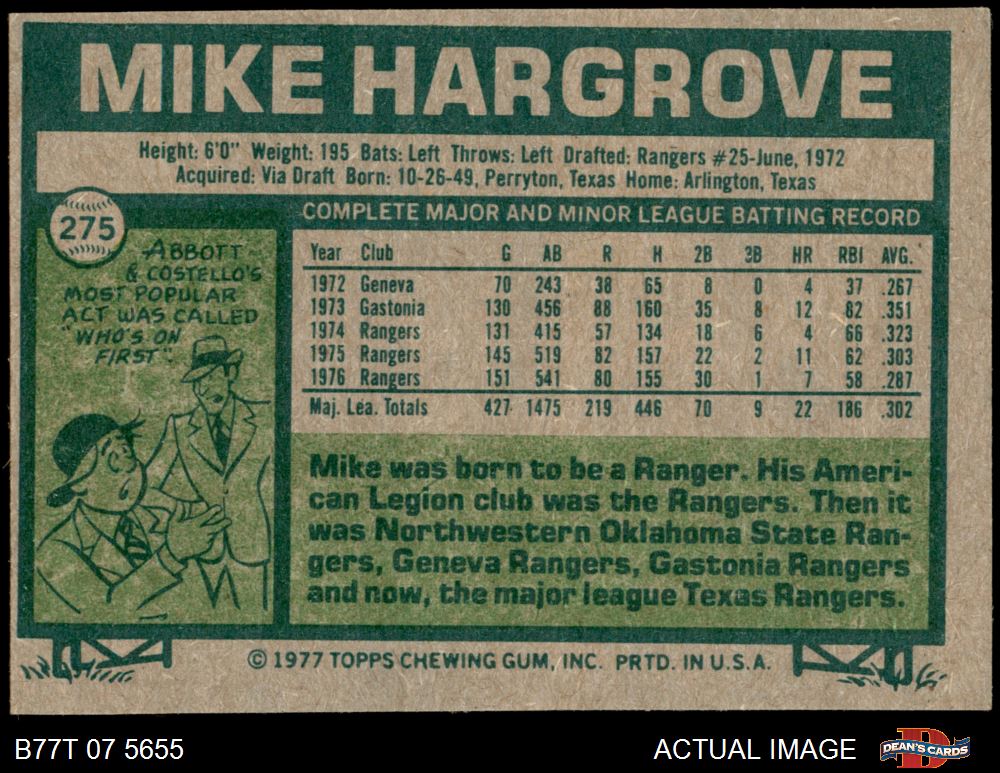 MIKE HARGROVE
Height: 6'0" Weight: 195 Bats: Left Throws: Left Drafted: Rangers #25-June, 1972
Acquired: Via Draft Born: 10-26-49, Perryton, Texas Home: Arlington, Texas
275
ABBOTT
& COSTELLO'S
MOST POPULAR
ACT WAS CALLED
"WHO'S ON
FIRST".
COMPLETE MAJOR AND MINOR LEAGUE BATTING RECORD
Year Club G AB R H 2B 3B HR RBI AVG.
1972 Geneva 70 243 38 65 8 0 4 37 .267
1973 Gastonia 130 456 88 160 35 8 12 82 .351
1974 Rangers 131 415 57 134 18 6 4 66 .323
1975 Rangers 145 519 82 157 22 2 11 62 .303
1976 Rangers 151 541 80 155 30 1 7 58 .287
Maj. Lea. Totals 427 1475 219 446 70 9 22 186 .302
Mike was born to be a Ranger. His Ameri-
can Legion club was the Rangers. Then it
was Northwestern Oklahoma State Ran-
gers, Geneva Rangers, Gastonia Rangers
and now, the major league Texas Rangers.
© 1977 TOPPS CHEWING GUM, INC. PRTD. IN U.S.A.
B77T 07 5655
ACTUAL IMAGE
DEAN'S CARDS